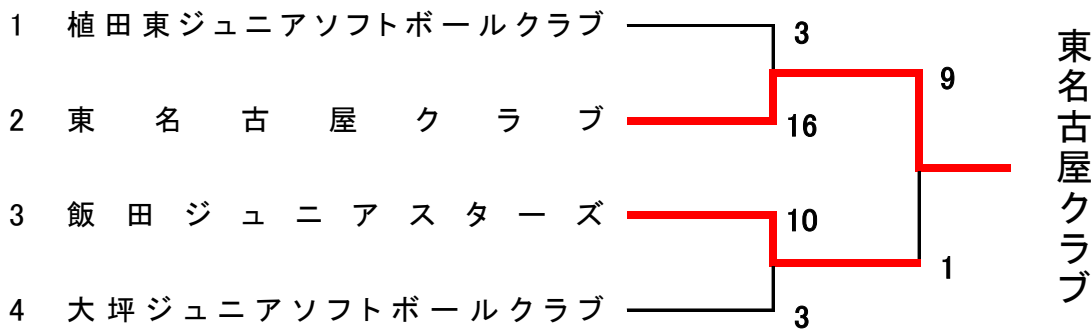 1 植田東ジュニアソフトボールクラブ
3
2 東名古屋クラブ
16
3 飯田ジュニアスターズ
10
4 大坪ジュニアソフトボールクラブ
3
9
1
東名古屋クラブ